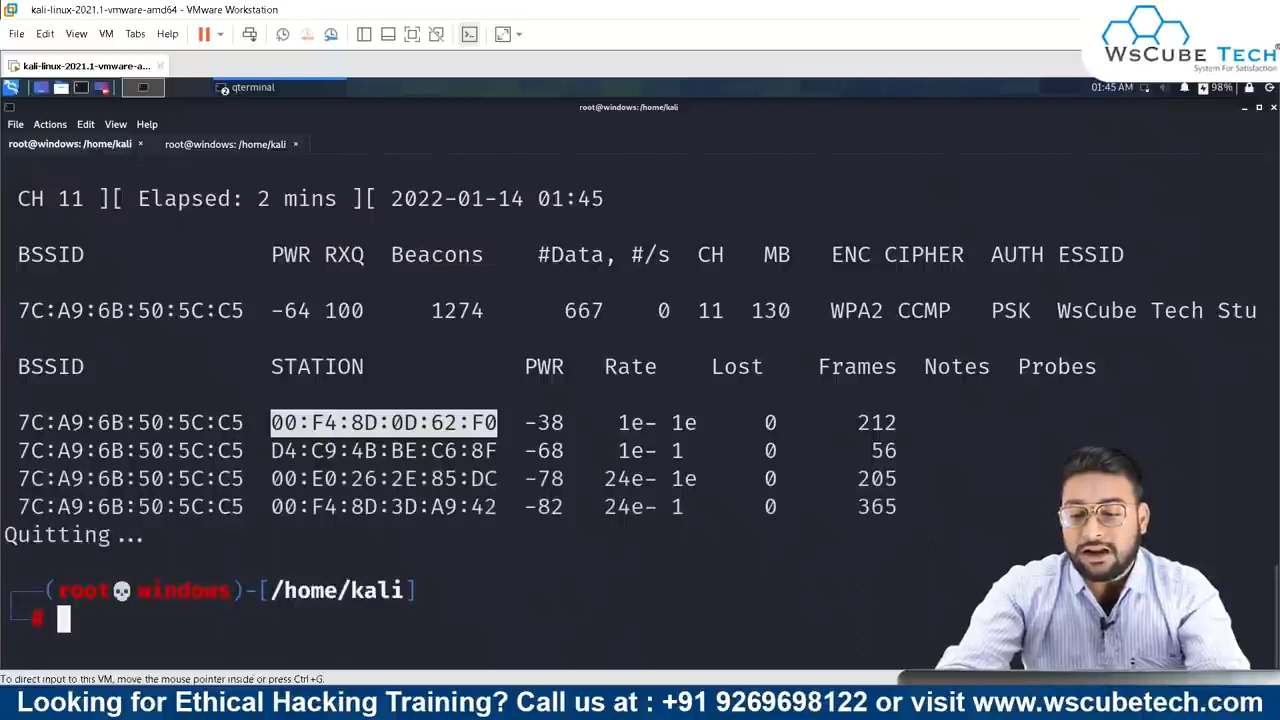 kali-linux-2021.1-vmware-amd64 - VMware Workstation
File Edit View VM Tabs Help
WsCube Tech
System For Satisfaction
kali-linux-2021.1-vmware-a...
qterminal
01:45 AM 98%
root@windows:/home/kali
File Actions Edit View Help
root@windows: /home/kali × root@windows: /home/kali ×
CH 11 ][ Elapsed: 2 mins ][ 2022-01-14 01:45
BSSID PWR RXQ Beacons #Data, #/s CH MB ENC CIPHER AUTH ESSID
7C:A9:6B:50:5C:C5 -64 100 1274 667 0 11 130 WPA2 CCMP PSK WsCube Tech Stu
BSSID STATION PWR Rate Lost Frames Notes Probes
7C:A9:6B:50:5C:C5 00:F4:8D:0D:62:F0 -38 1e- 1e 0 212
7C:A9:6B:50:5C:C5 D4:C9:4B:BE:C6:8F -68 1e- 1 0 56
7C:A9:6B:50:5C:C5 00:E0:26:2E:85:DC -78 24e- 1e 0 205
7C:A9:6B:50:5C:C5 00:F4:8D:3D:A9:42 -82 24e- 1 0 365
Quitting...
(root💀windows)-[/home/kali]
#
To direct input to this VM, move the mouse pointer inside or press Ctrl+G.
Looking for Ethical Hacking Training? Call us at : +91 9269698122 or visit www.wscubetech.com